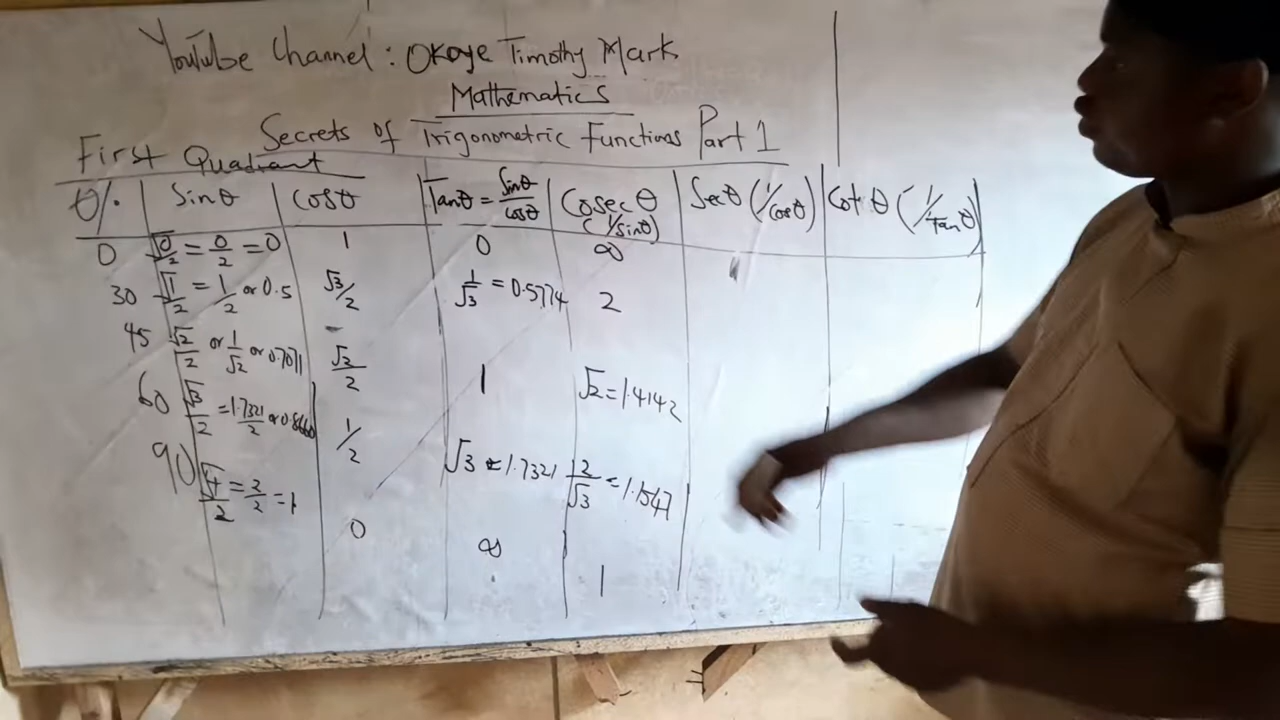 YouTube Channel: Okoye Timothy Mark
Mathematics
Secrets of Trigonometric Functions Part 1
First Quadrant
θ/. Sinθ Cosθ Tanθ = Sinθ/Cosθ Cosec θ (1/Sinθ) Sec θ (1/Cosθ) Cot θ (1/Tanθ)
0 √0/2 = 0/2 = 0 1 0 ∞
30 √1/2 = 1/2 or 0.5 √3/2 1/√3 = 0.5774 2
45 √2/2 or 1/√2 or 0.7071 √2/2 1 √2 = 1.4142
60 √3/2 = 1.7321/2 or 0.8660 1/2 √3 = 1.7321 2/√3 = 1.1547
90 √4/2 = 2/2 = 1 0 ∞ 1